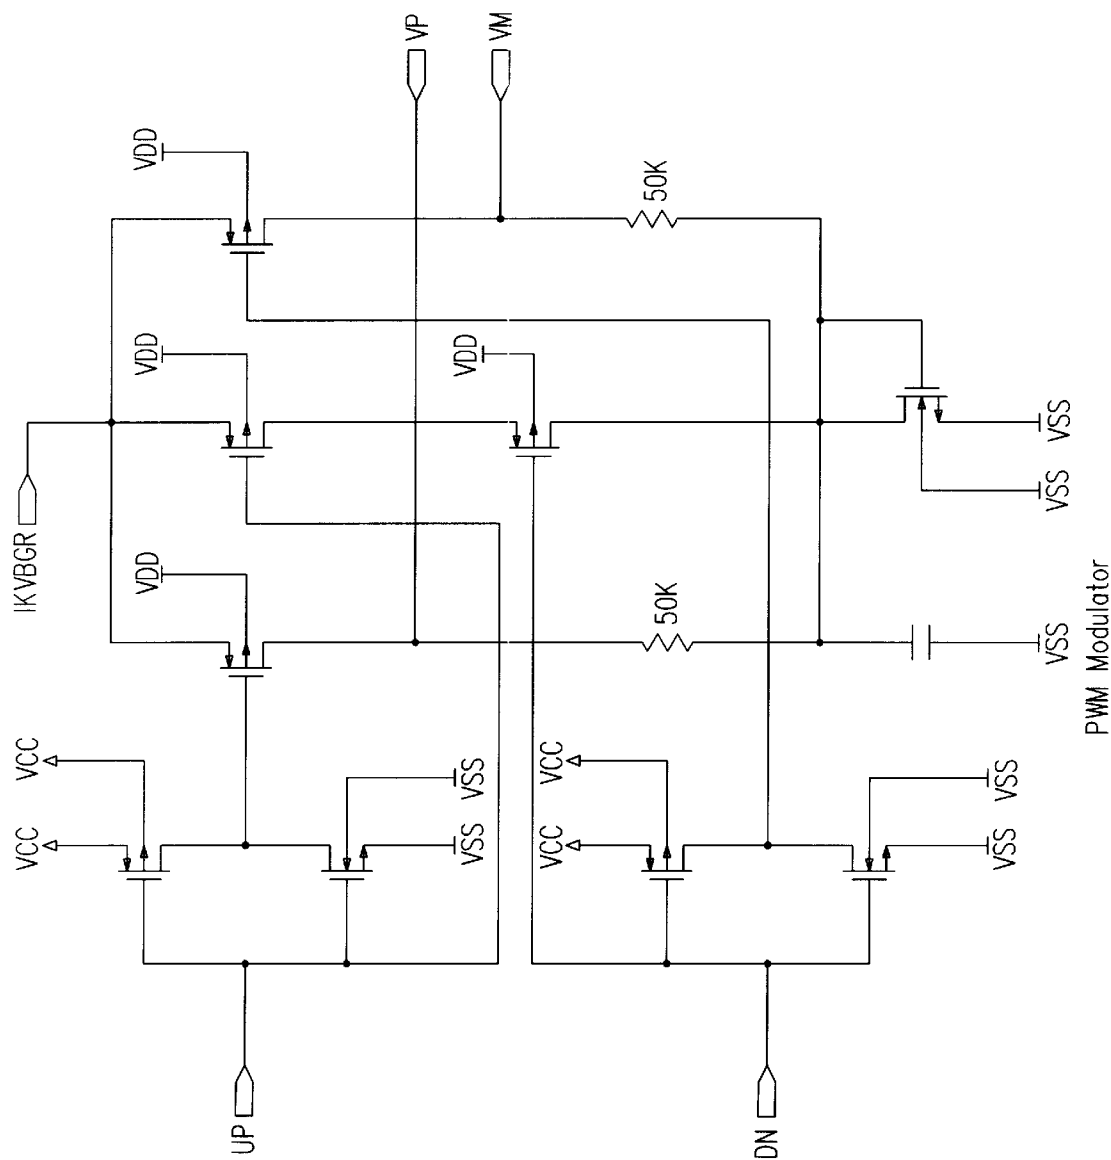 IKVBGR
VP
VM
VDD
VDD
VDD
VDD
VCC
VCC
VSS
VSS
UP
50K
50K
VCC
VCC
VSS
VSS
DN
VSS
VSS
VSS
PWM Modulator